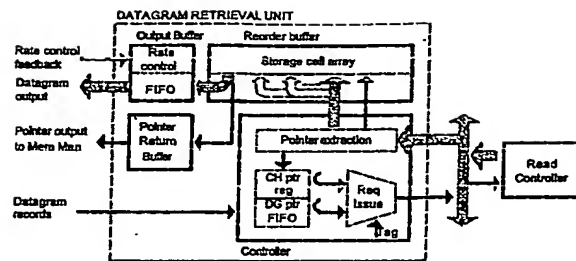 DATAGRAM RETRIEVAL UNIT
Output Buffer
Reorder buffer
Rate control
feedback
Rate
control
FIFO
Storage cell array
Datagram
output
Pointer output
to Mem Man
Pointer
Return
Buffer
Pointer extraction
CH ptr
reg
DG ptr
FIFO
Req
Issue
tag
Read
Controller
Datagram
records
Controller